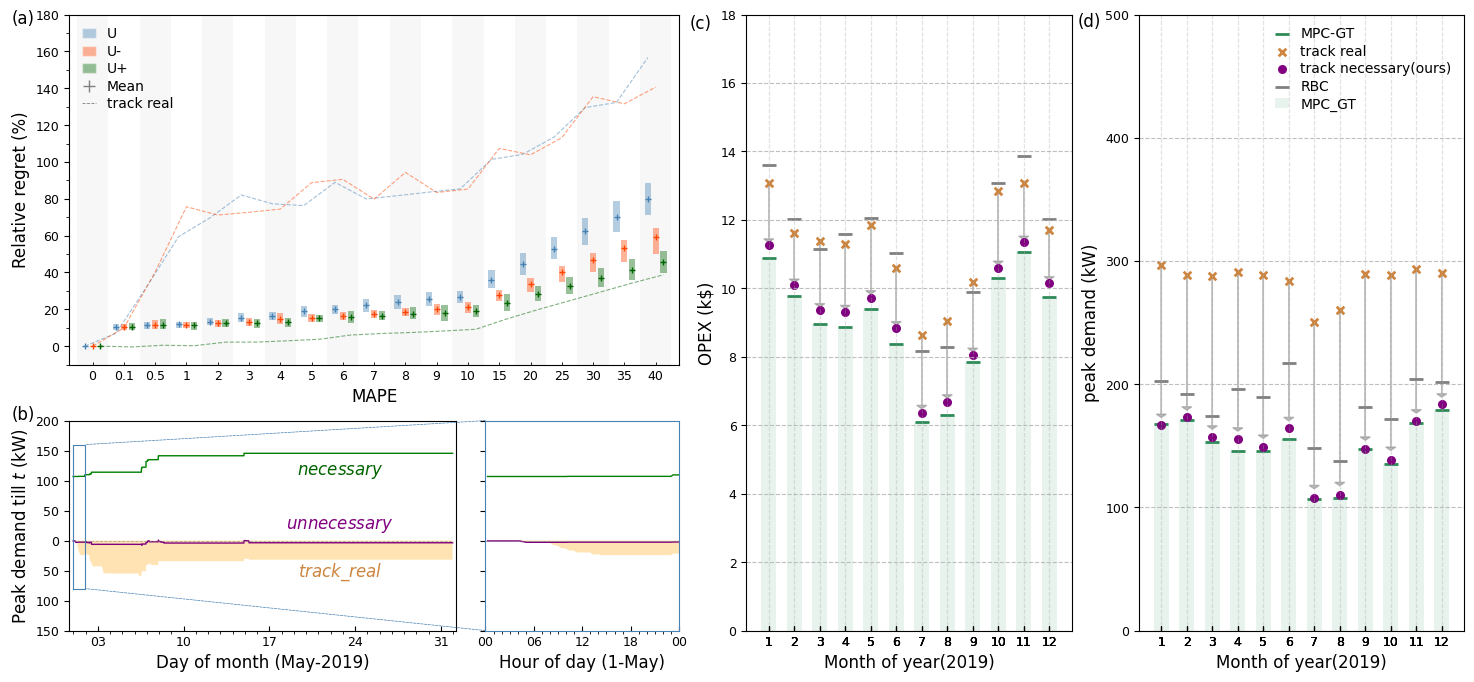 (a)
180
160
140
120
100
80
60
40
20
0
Relative regret (%)
U
U-
U+
Mean
track real
0 0.1 0.5 1 2 3 4 5 6 7 8 9 10 15 20 25 30 35 40
MAPE
(b)
200
150
100
50
0
50
100
150
Peak demand till t (kW)
necessary
unnecessary
track_real
03 10 17 24 31
Day of month (May-2019)
00 06 12 18 00
Hour of day (1-May)
(c)
18
16
14
12
10
8
6
4
2
0
OPEX (k$)
1 2 3 4 5 6 7 8 9 10 11 12
Month of year(2019)
(d)
500
400
300
200
100
0
peak demand (kW)
MPC-GT
track real
track necessary(ours)
RBC
MPC_GT
1 2 3 4 5 6 7 8 9 10 11 12
Month of year(2019)